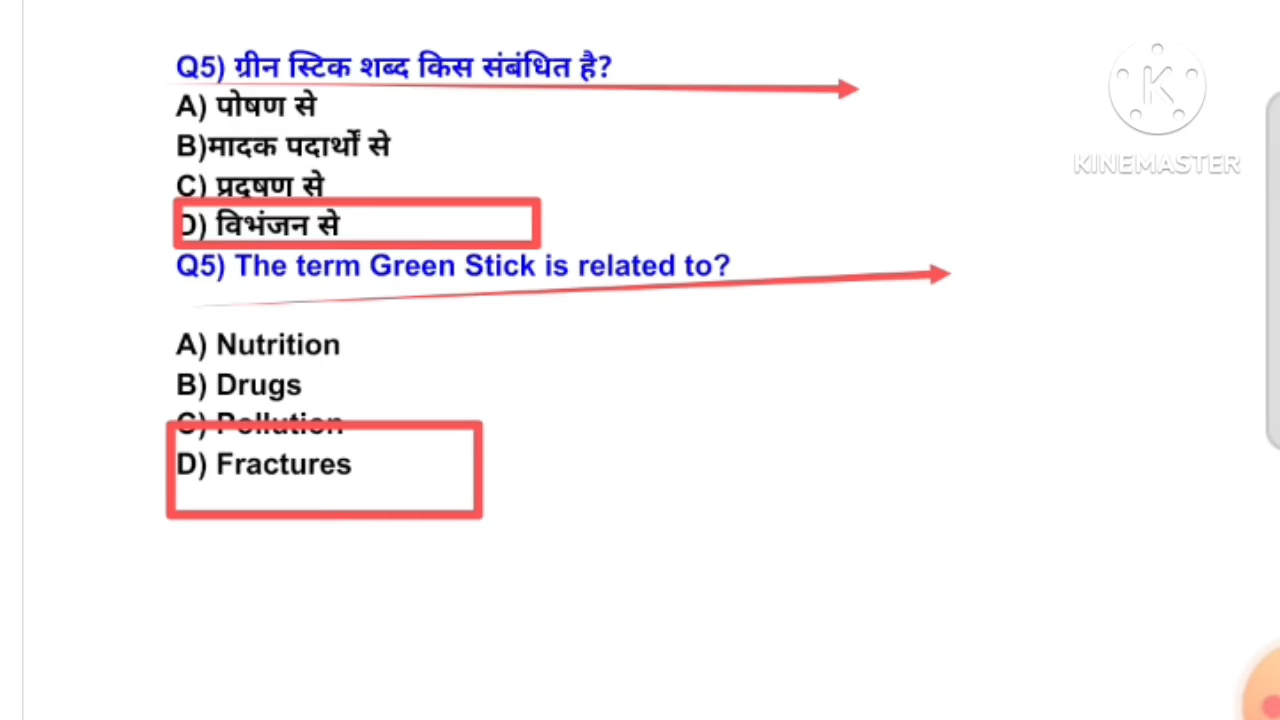 Q5) ग्रीन स्टिक शब्द किस संबंधित है?
A) पोषण से
B)मादक पदार्थों से
C) प्रदूषण से
D) विभंजन से
Q5) The term Green Stick is related to?
A) Nutrition
B) Drugs
C) Pollution
D) Fractures
KINEMASTER